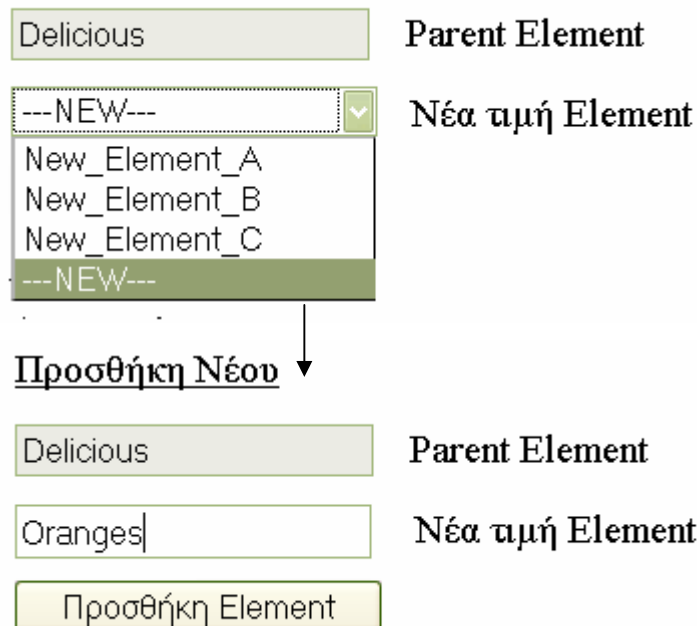 Delicious Parent Element
---NEW--- Νέα τιμή Element
New_Element_A
New_Element_B
New_Element_C
---NEW---
Προσθήκη Νέου
Delicious Parent Element
Oranges Νέα τιμή Element
Προσθήκη Element